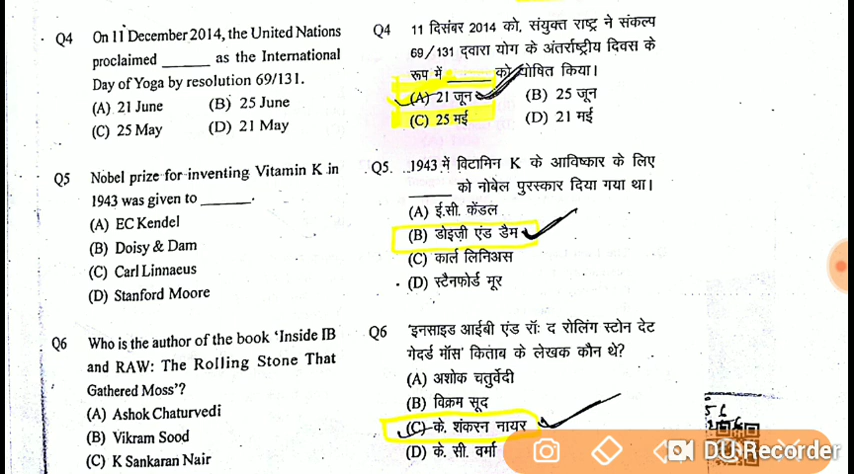 Q4 On 11 December 2014, the United Nations
proclaimed ______ as the International
Day of Yoga by resolution 69/131.
(A) 21 June (B) 25 June
(C) 25 May (D) 21 May
Q5 Nobel prize for inventing Vitamin K in
1943 was given to ______.
(A) EC Kendel
(B) Doisy & Dam
(C) Carl Linnaeus
(D) Stanford Moore
Q6 Who is the author of the book ‘Inside IB
and RAW: The Rolling Stone That
Gathered Moss’?
(A) Ashok Chaturvedi
(B) Vikram Sood
(C) K Sankaran Nair
Q4 11 दिसंबर 2014 को, संयुक्त राष्ट्र ने संकल्प
69/131 द्वारा योग के अंतर्राष्ट्रीय दिवस के
रूप में ______ को घोषित किया।
(A) 21 जून (B) 25 जून
(C) 25 मई (D) 21 मई
Q5. 1943 में विटामिन K के आविष्कार के लिए
______ को नोबेल पुरस्कार दिया गया था।
(A) ई.सी. केंडल
(B) डोइज़ी एंड डैम
(C) कार्ल लिनिअस
(D) स्टैनफोर्ड मूर
Q6 ‘इनसाइड आईबी एंड रॉः द रोलिंग स्टोन देट
गेदर्ड मॉस’ किताब के लेखक कौन थे?
(A) अशोक चतुर्वेदी
(B) विक्रम सूद
(C) के. शंकरन नायर
(D) के. सी. वर्मा
DU Recorder